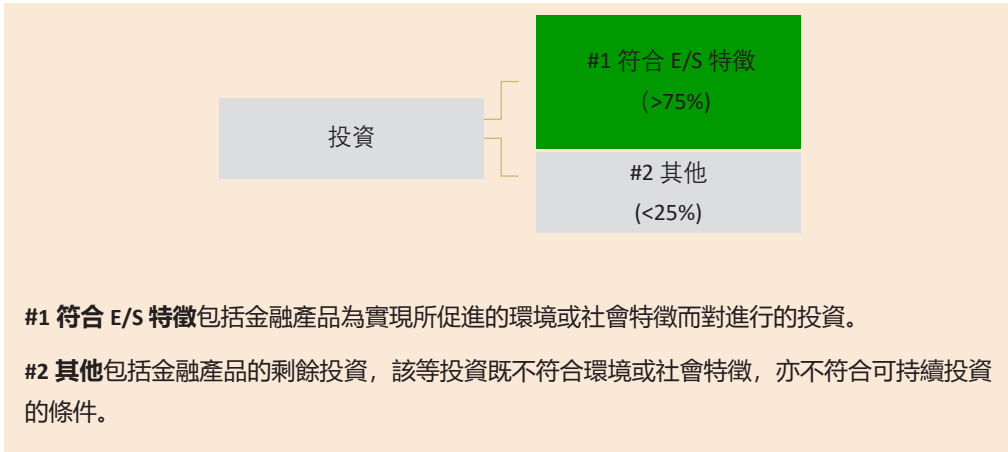 #1 符合 E/S 特徵
(>75%)
投資
#2 其他
(<25%)
#1 符合 E/S 特徵包括金融產品為實現所促進的環境或社會特徵而對進行的投資。
#2 其他包括金融產品的剩餘投資，該等投資既不符合環境或社會特徵，亦不符合可持續投資
的條件。